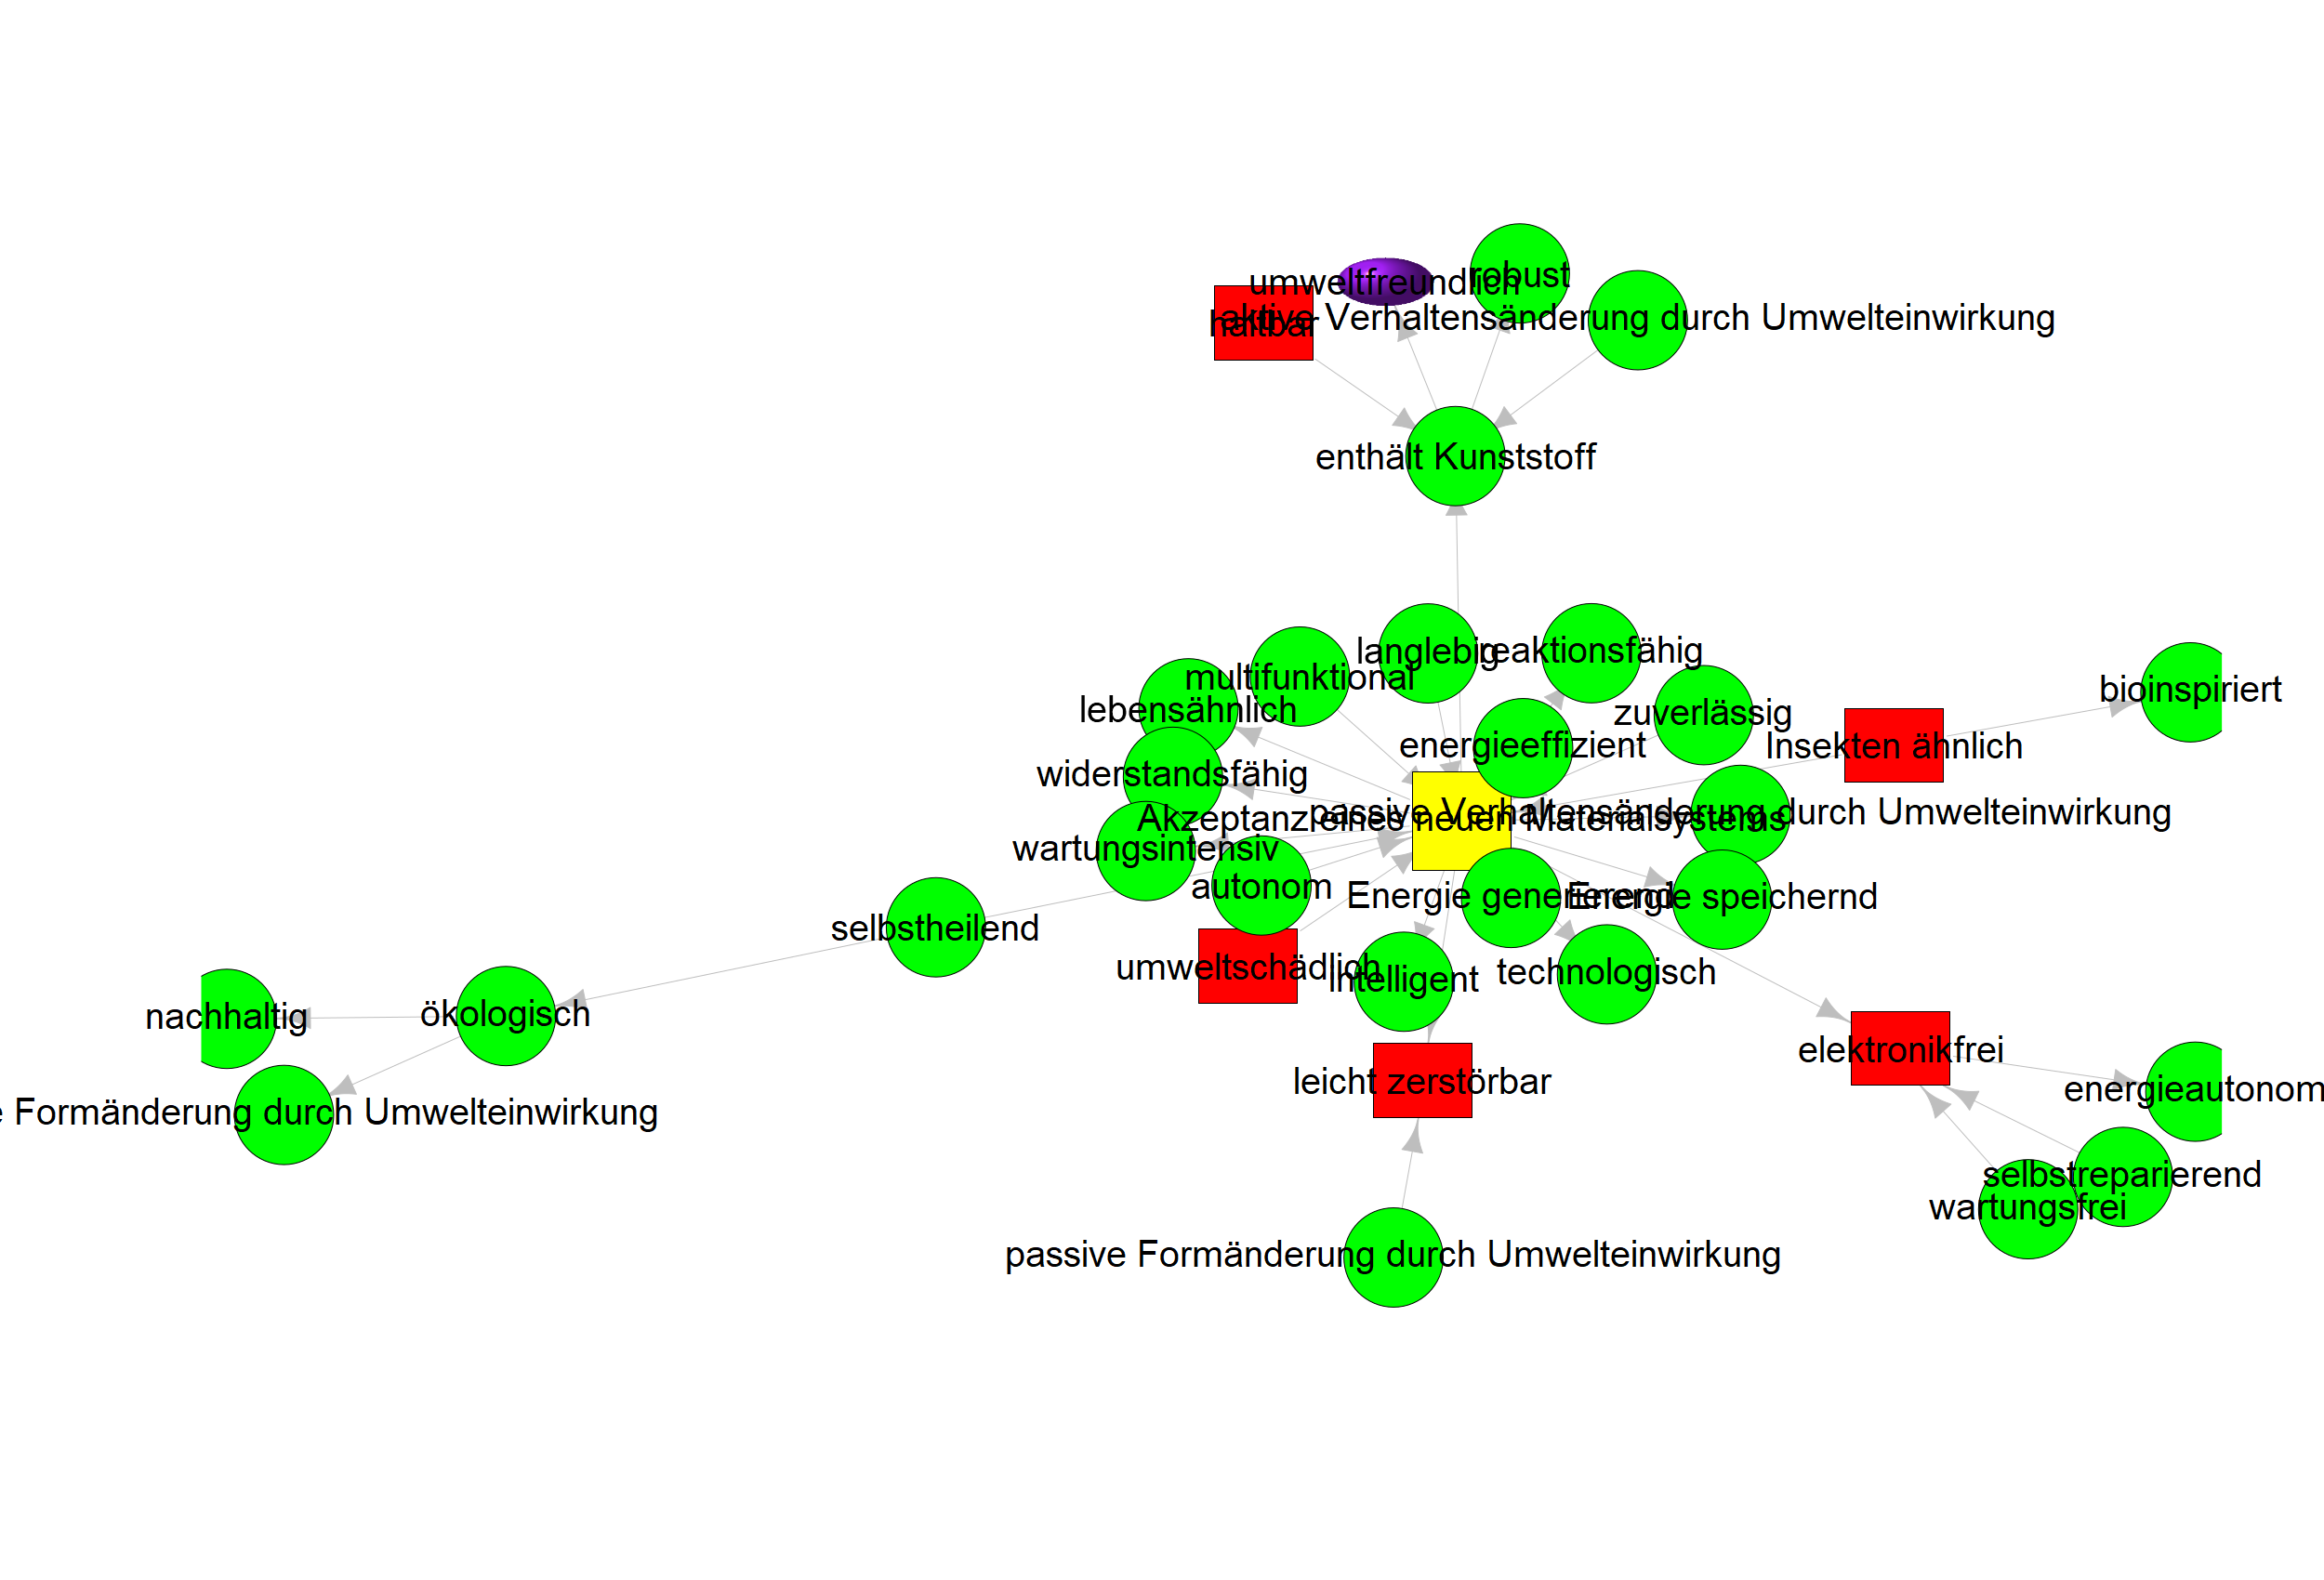 robust
umweltfreundlich
aktive Verhaltensänderung durch Umwelteinwirkung
haltbar
enthält Kunststoff
langlebig
reaktionsfähig
multifunktional
bioinspiriert
lebensähnlich
zuverlässig
energieeffizient
Insekten ähnlich
widerstandsfähig
passive Verhaltensänderung durch Umwelteinwirkung
Akzeptanz eines neuen Materialsystems
wartungsintensiv
autonom
Energie generierend
Energie speichernd
selbstheilend
umweltschädlich
technologisch
intelligent
ökologisch
nachhaltig
elektronikfrei
leicht zerstörbar
energieautonom
e Formänderung durch Umwelteinwirkung
selbstreparierend
wartungsfrei
passive Formänderung durch Umwelteinwirkung